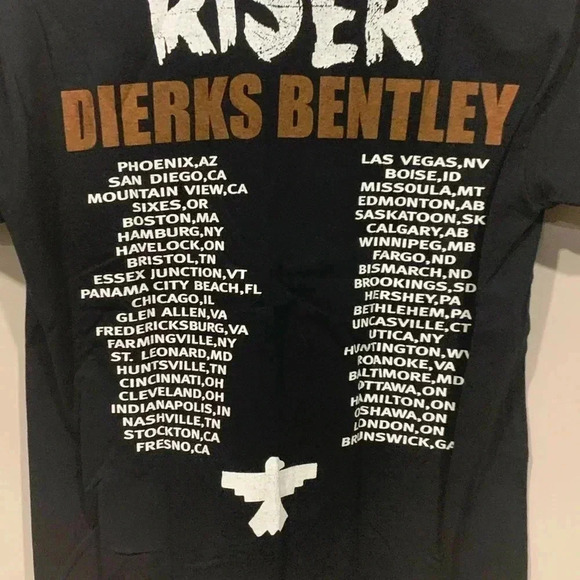 RISER
DIERKS BENTLEY
PHOENIX,AZ
SAN DIEGO,CA
MOUNTAIN VIEW,CA
SIXES,OR
BOSTON,MA
HAMBURG,NY
HAVELOCK,ON
BRISTOL,TN
ESSEX JUNCTION,VT
PANAMA CITY BEACH,FL
CHICAGO,IL
GLEN ALLEN,VA
FREDERICKSBURG,VA
FARMINGVILLE,NY
ST. LEONARD,MD
HUNTSVILLE,TN
CINCINNATI,OH
CLEVELAND,OH
INDIANAPOLIS,IN
NASHVILLE,TN
STOCKTON,CA
FRESNO,CA
LAS VEGAS,NV
BOISE,ID
MISSOULA,MT
EDMONTON,AB
SASKATOON,SK
CALGARY,AB
WINNIPEG,MB
FARGO,ND
BISMARCH,ND
BROOKINGS,SD
HERSHEY,PA
BETHLEHEM,PA
UNCASVILLE,CT
UTICA,NY
HUNTINGTON,WV
ROANOKE,VA
BALTIMORE,MD
OTTAWA,ON
HAMILTON,ON
OSHAWA,ON
LONDON,ON
BRUNSWICK,GA